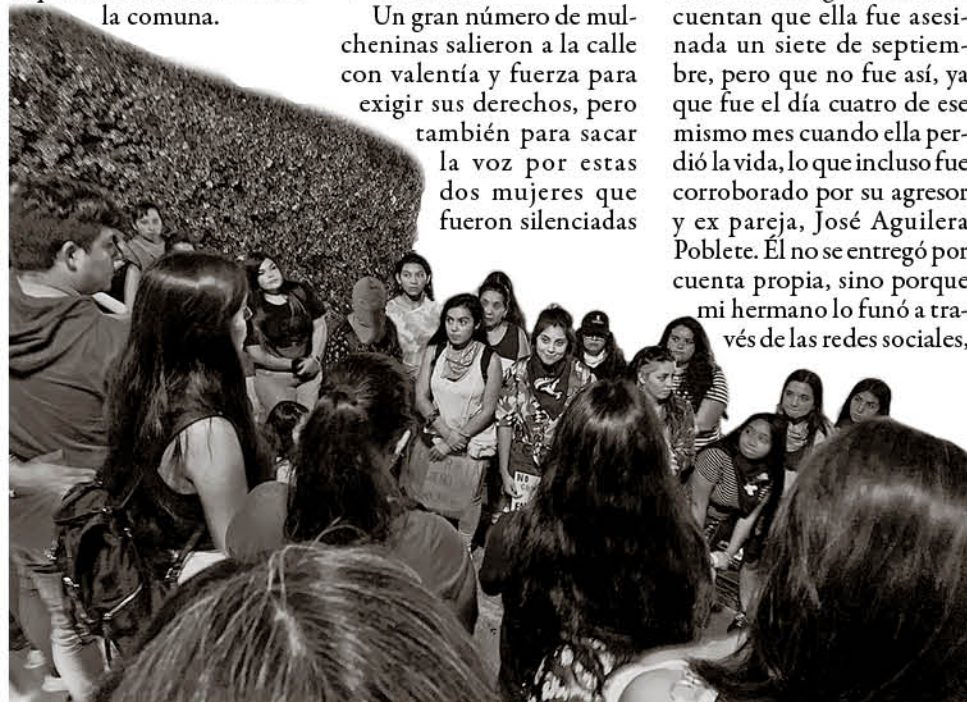 la comuna.
Un gran número de mul-
cheninas salieron a la calle
con valentía y fuerza para
exigir sus derechos, pero
también para sacar
la voz por estas
dos mujeres que
fueron silenciadas
cuentan que ella fue asesi-
nada un siete de septiem-
bre, pero que no fue así, ya
que fue el día cuatro de ese
mismo mes cuando ella per-
dió la vida, lo que incluso fue
corroborado por su agresor
y ex pareja, José Aguilera
Poblete. Él no se entregó por
cuenta propia, sino porque
mi hermano lo funó a tra-
vés de las redes sociales,
NO